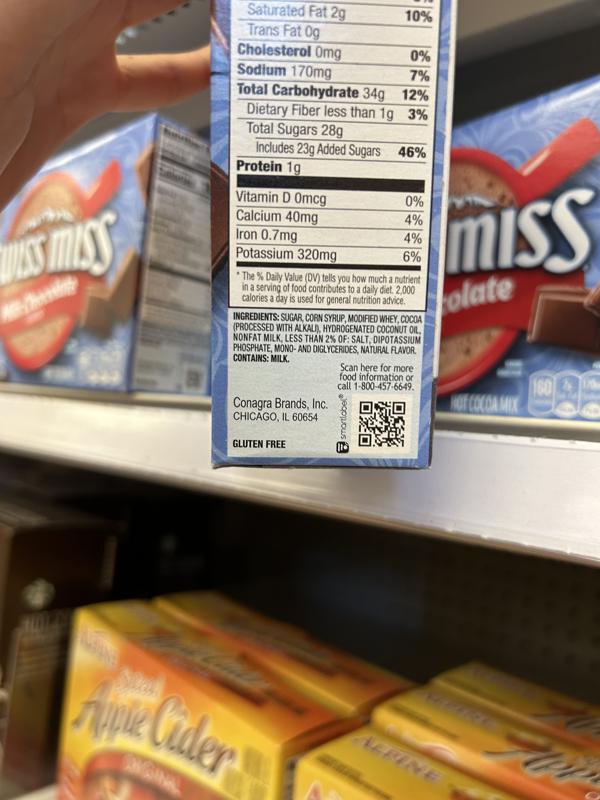 Saturated Fat 2g 10%
Trans Fat 0g
Cholesterol 0mg 0%
Sodium 170mg 7%
Total Carbohydrate 34g 12%
Dietary Fiber less than 1g 3%
Total Sugars 28g
Includes 23g Added Sugars 46%
Protein 1g
Vitamin D 0mcg 0%
Calcium 40mg 4%
Iron 0.7mg 4%
Potassium 320mg 6%
* The % Daily Value (DV) tells you how much a nutrient
in a serving of food contributes to a daily diet. 2,000
calories a day is used for general nutrition advice.
INGREDIENTS: SUGAR, CORN SYRUP, MODIFIED WHEY, COCOA
(PROCESSED WITH ALKALI), HYDROGENATED COCONUT OIL,
NONFAT MILK, LESS THAN 2% OF: SALT, DIPOTASSIUM
PHOSPHATE, MONO- AND DIGLYCERIDES, NATURAL FLAVOR.
CONTAINS: MILK.
Scan here for more
food information or
call 1-800-457-6649.
Conagra Brands, Inc.
CHICAGO, IL 60654
GLUTEN FREE
smartlabel®
wiss miss
Milk Chocolate
miss
olate
160
HOT COCOA MIX
ALPINE
Spiced
Apple Cider
ORIGINAL
ALPINE